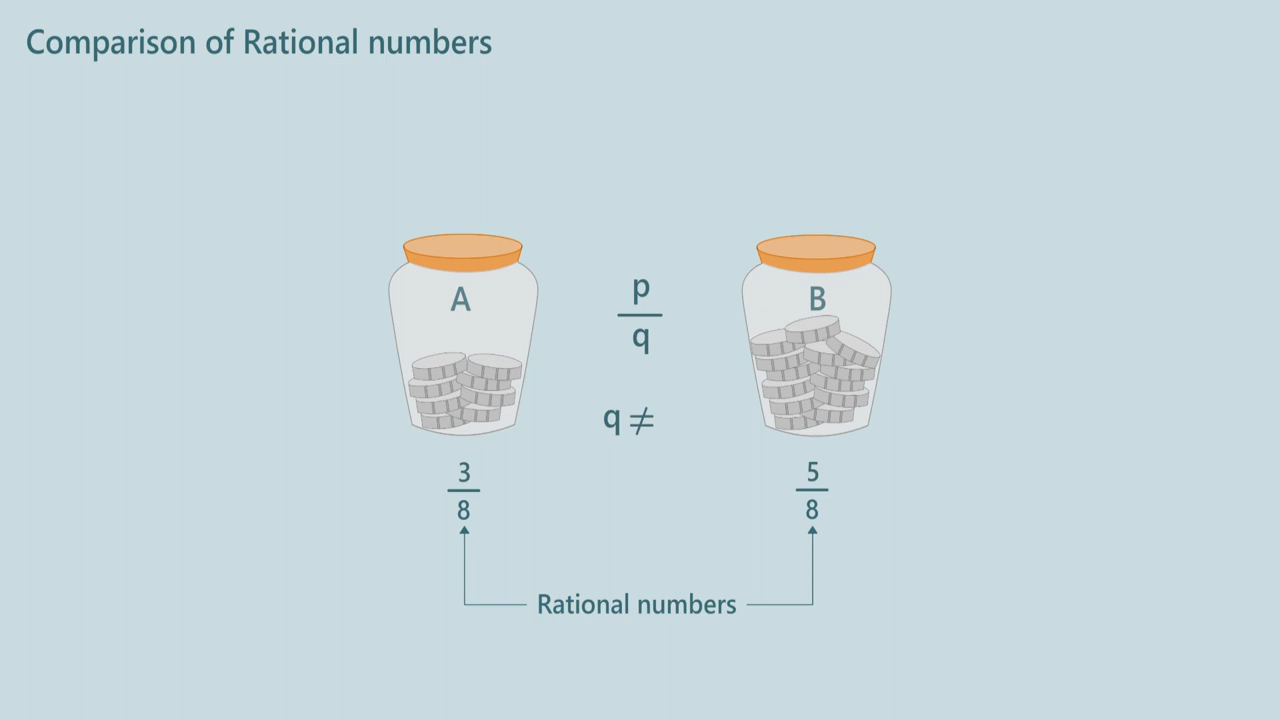 Comparison of Rational numbers
A
p
q
B
q ≠
3
8
5
8
Rational numbers